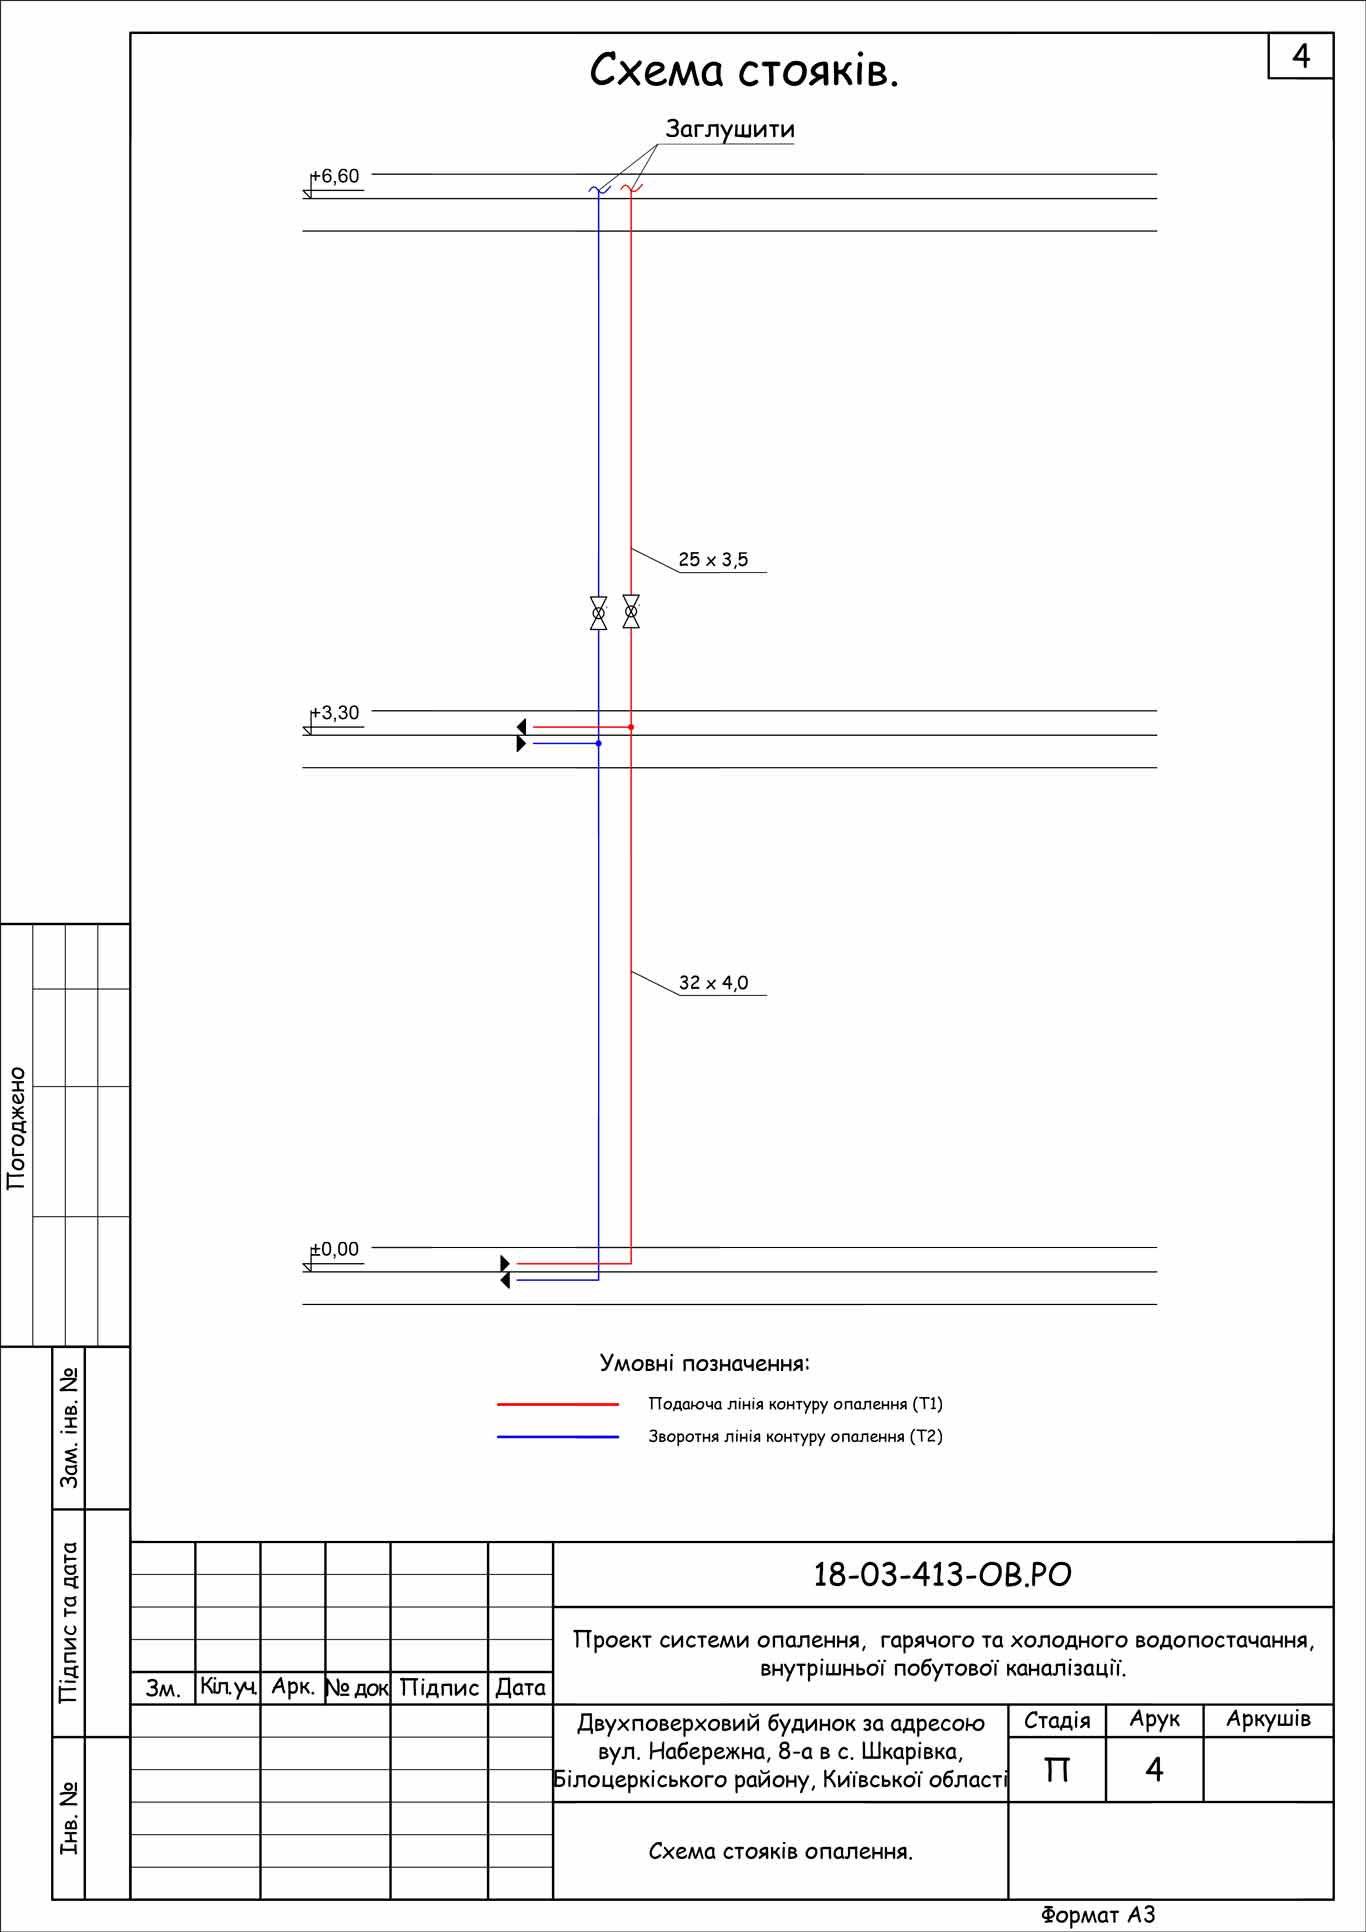 4
Схема стояків.
Заглушити
+6,60
25 x 3,5
+3,30
32 x 4,0
±0,00
Умовні позначення:
Подаюча лінія контуру опалення (Т1)
Зворотня лінія контуру опалення (Т2)
Погоджено
Зам. інв. №
Підпис та дата
Інв. №
18-03-413-ОВ.РО
Проект системи опалення, гарячого та холодного водопостачання,
внутрішньої побутової каналізації.
Зм. Кіл.уч. Арк. № док Підпис Дата
Двухповерховий будинок за адресою
вул. Набережна, 8-а в с. Шкарівка,
Білоцеркіського району, Київської області
Стадія Арук Аркушів
П 4
Схема стояків опалення.
Формат А3